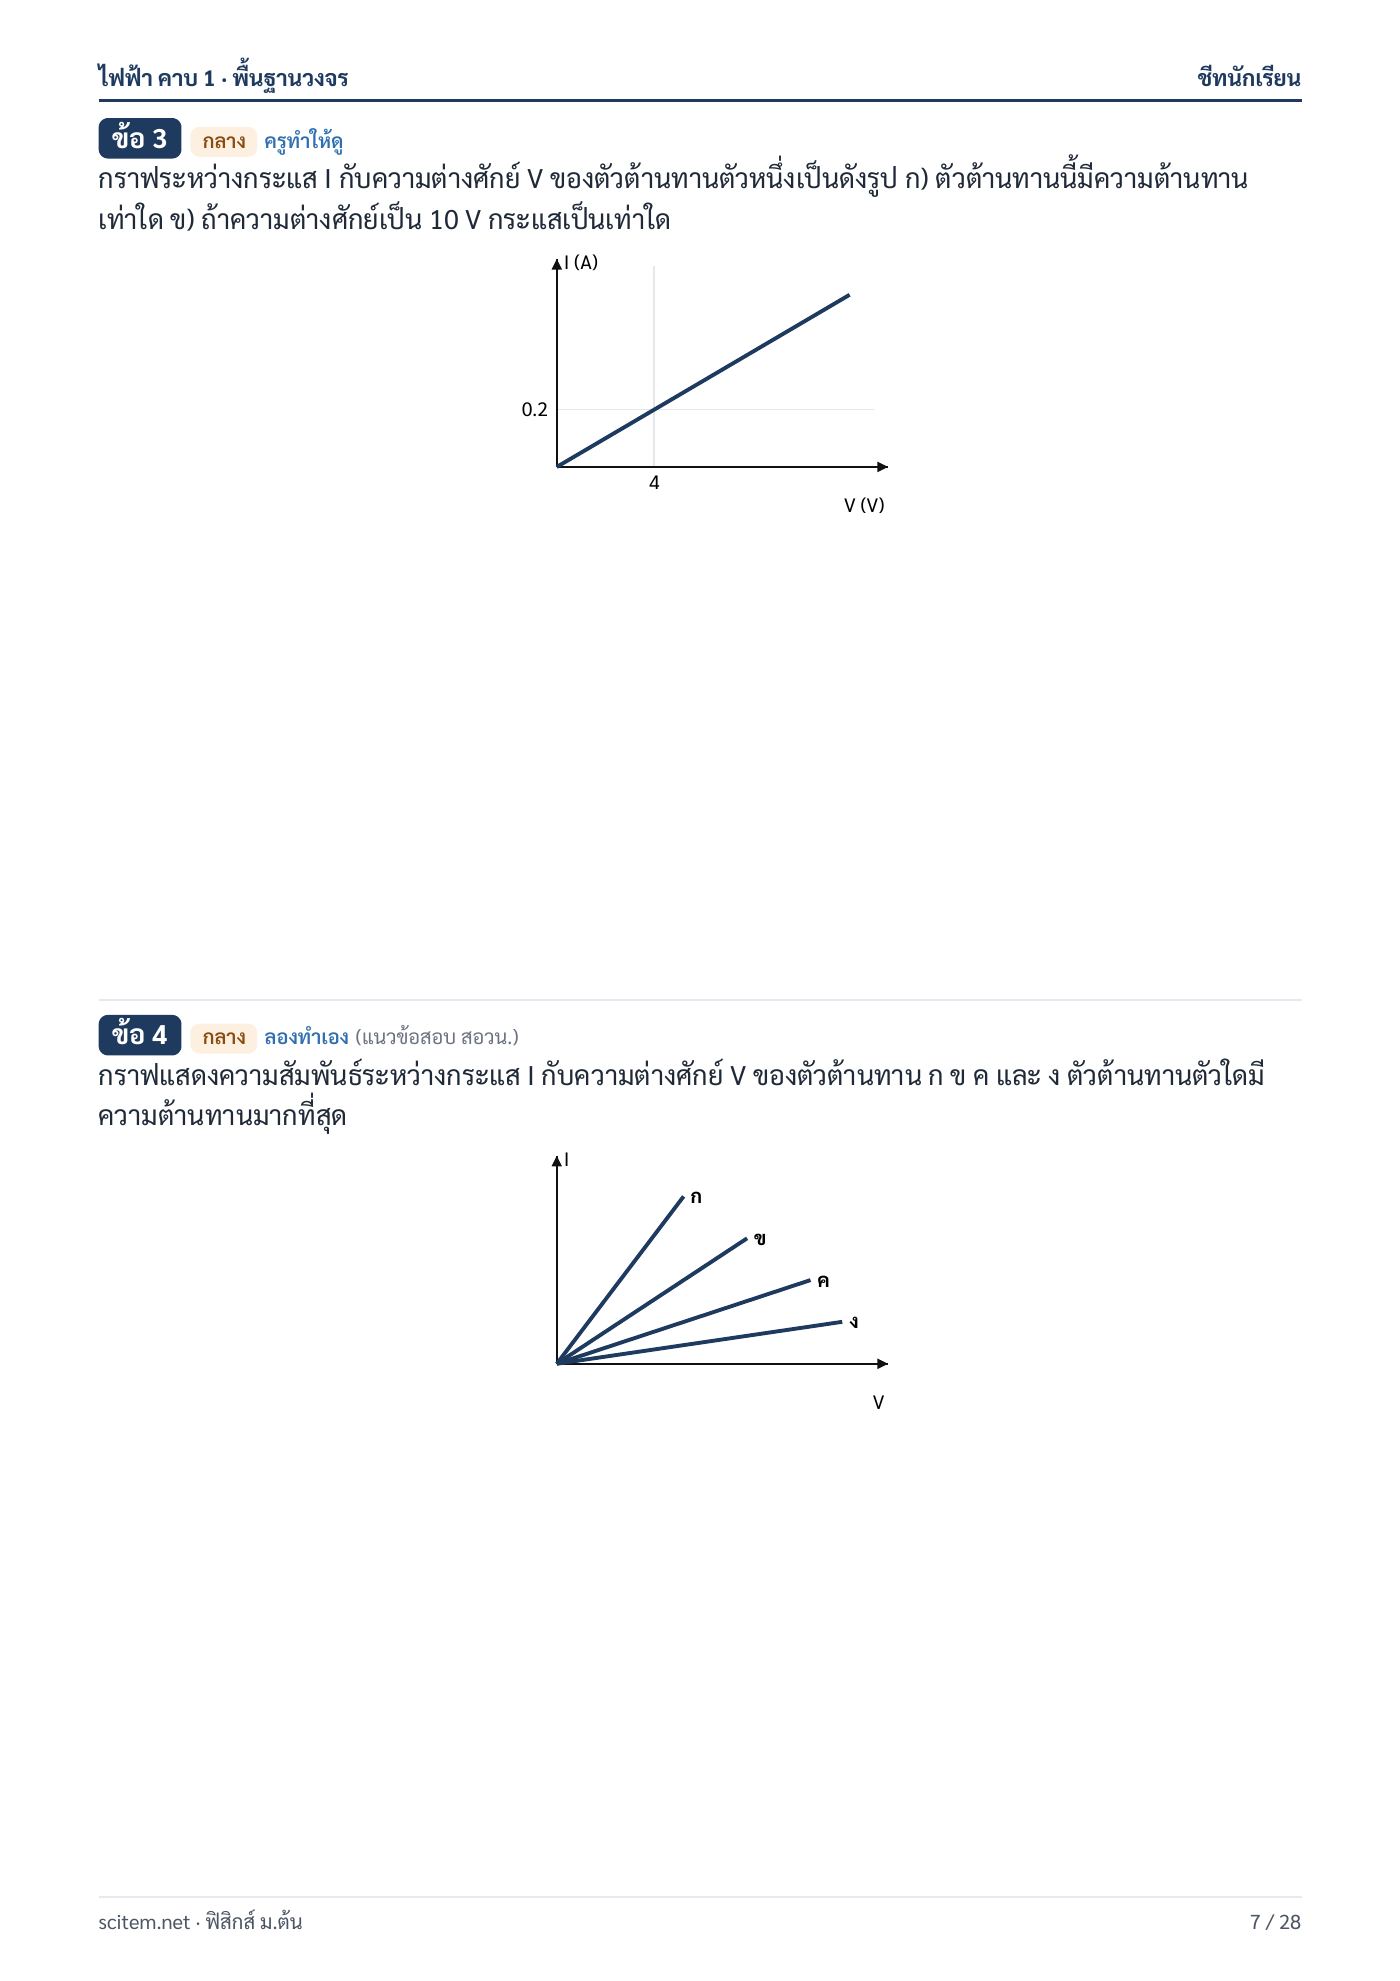 ไฟฟ้า คาบ 1 · พื้นฐานวงจร
ชีทนักเรียน
ข้อ 3 กลาง ครูทำให้ดู
กราฟระหว่างกระแส I กับความต่างศักย์ V ของตัวต้านทานตัวหนึ่งเป็นดังรูป ก) ตัวต้านทานนี้มีความต้านทาน
เท่าใด ข) ถ้าความต่างศักย์เป็น 10 V กระแสเป็นเท่าใด
I (A)
0.2
4
V (V)
ข้อ 4 กลาง ลองทำเอง (แนวข้อสอบ สอวน.)
กราฟแสดงความสัมพันธ์ระหว่างกระแส I กับความต่างศักย์ V ของตัวต้านทาน ก ข ค และ ง ตัวต้านทานตัวใดมี
ความต้านทานมากที่สุด
I
ก
ข
ค
ง
V
scitem.net · ฟิสิกส์ ม.ต้น
7 / 28